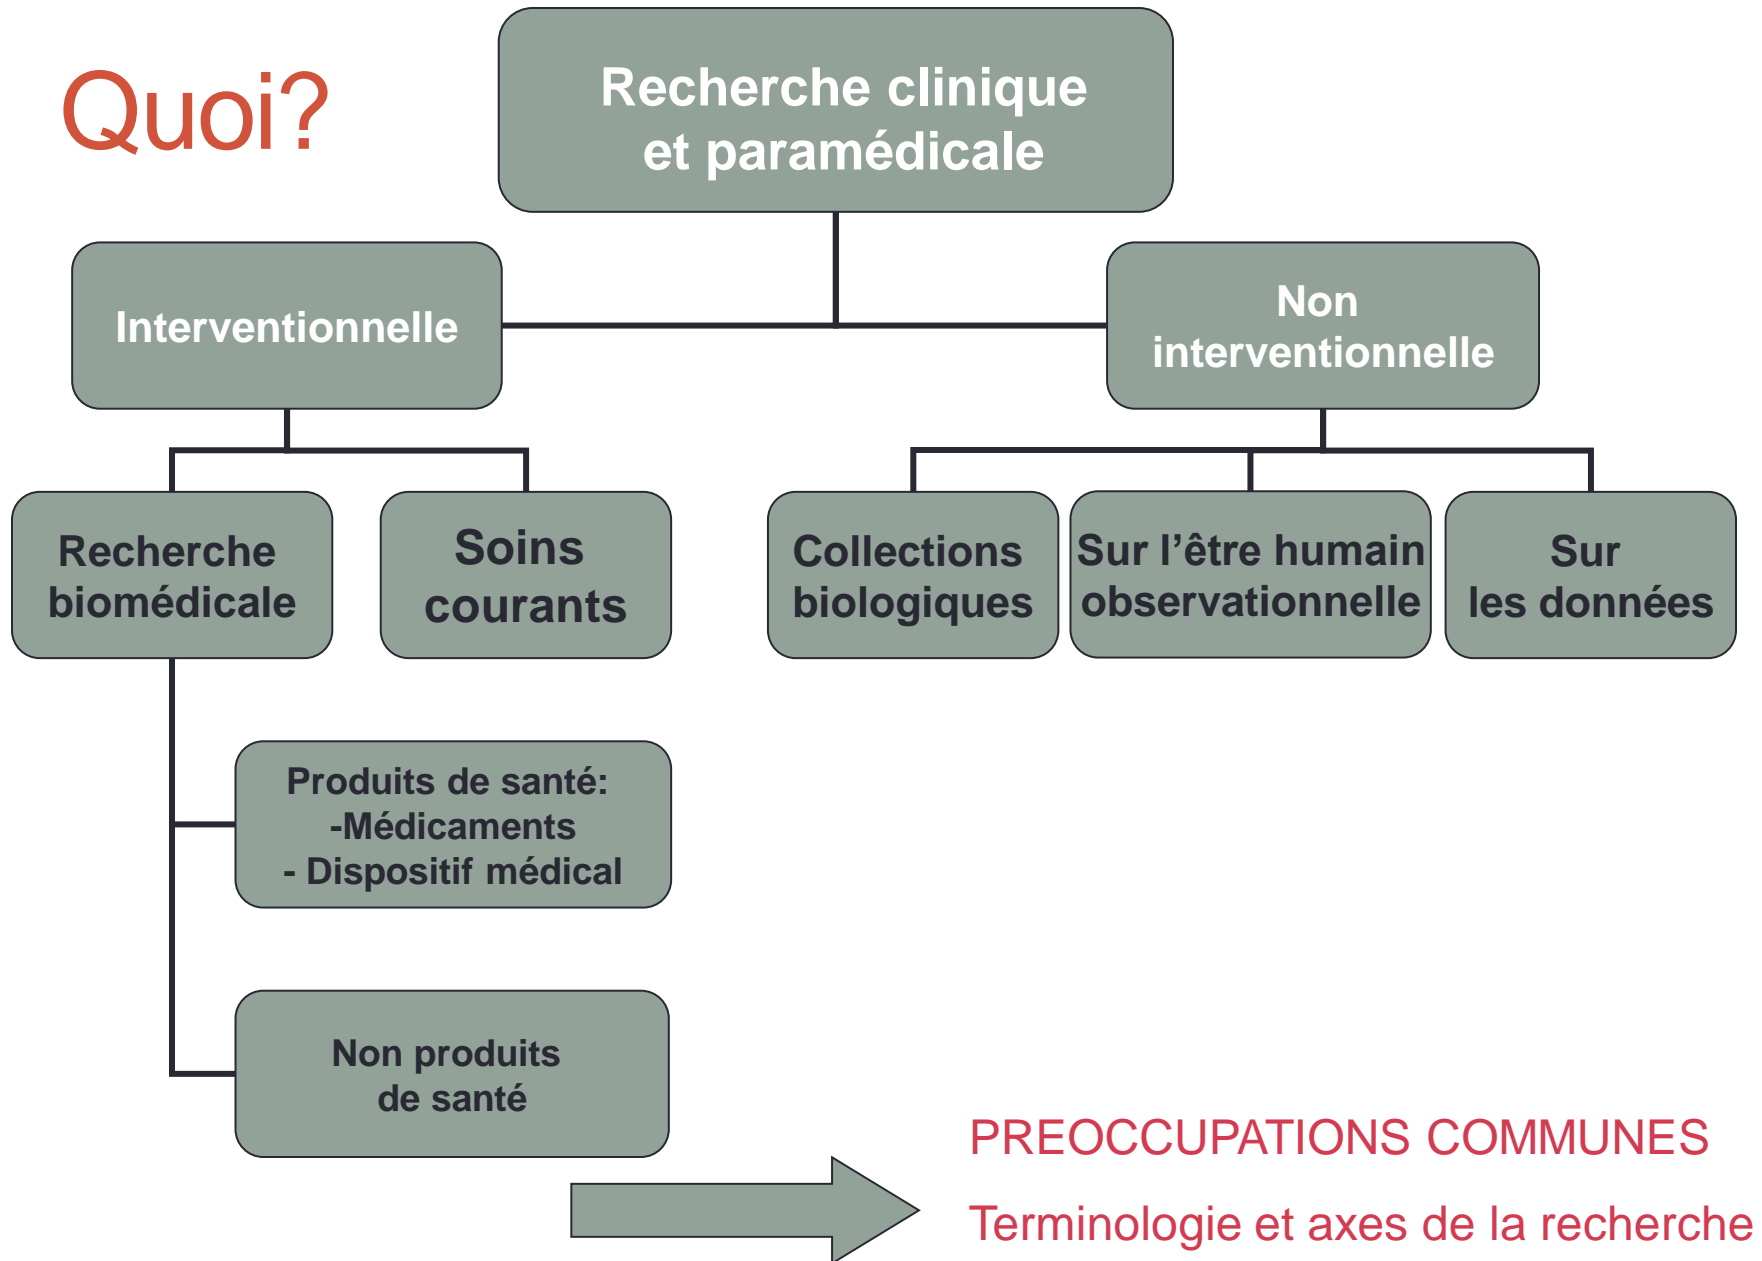 Quoi?
Recherche clinique
et paramédicale
Interventionnelle
Non
interventionnelle
Recherche
biomédicale
Soins
courants
Collections
biologiques
Sur l'être humain
observationnelle
Sur
les données
Produits de santé:
-Médicaments
- Dispositif médical
Non produits
de santé
PREOCCUPATIONS COMMUNES
Terminologie et axes de la recherche